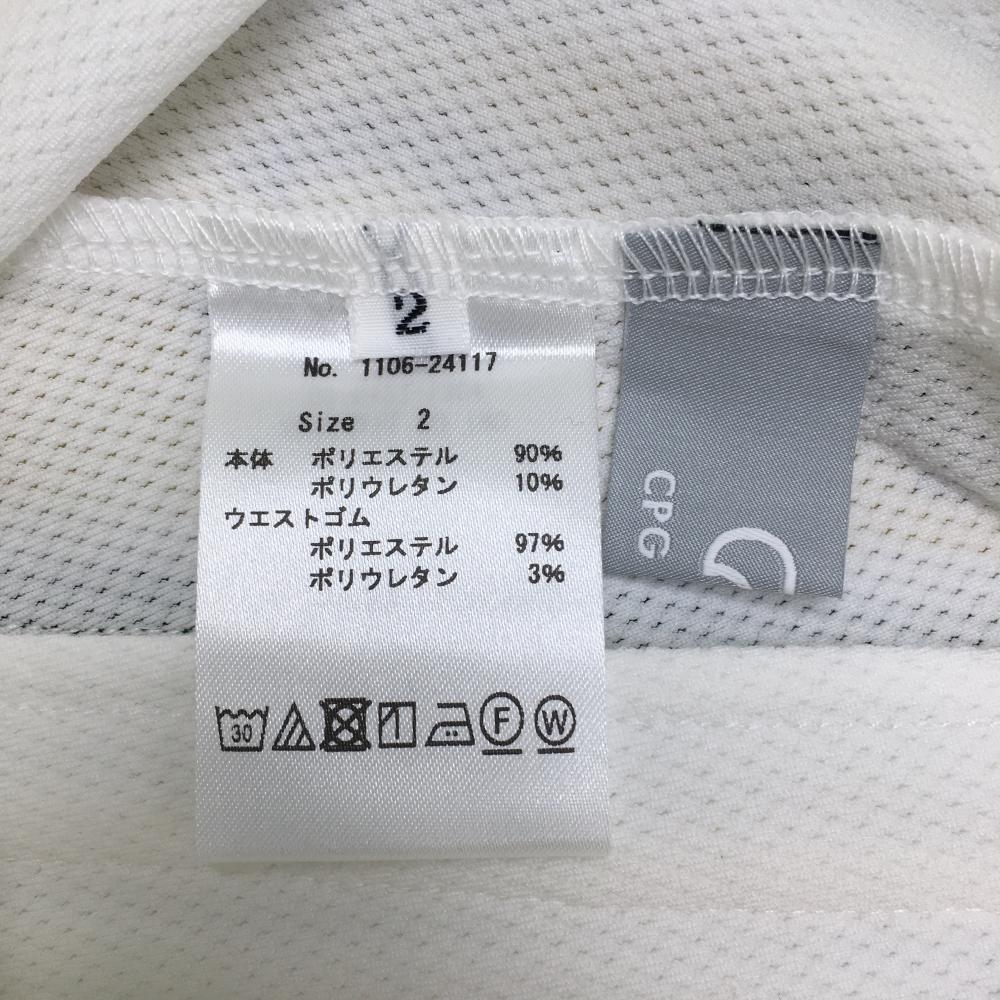 2
No. 1106-24117
Size 2
本体 ポリエステル 90%
ポリウレタン 10%
ウエストゴム
ポリエステル 97%
ポリウレタン 3%
30
F
W
CPG